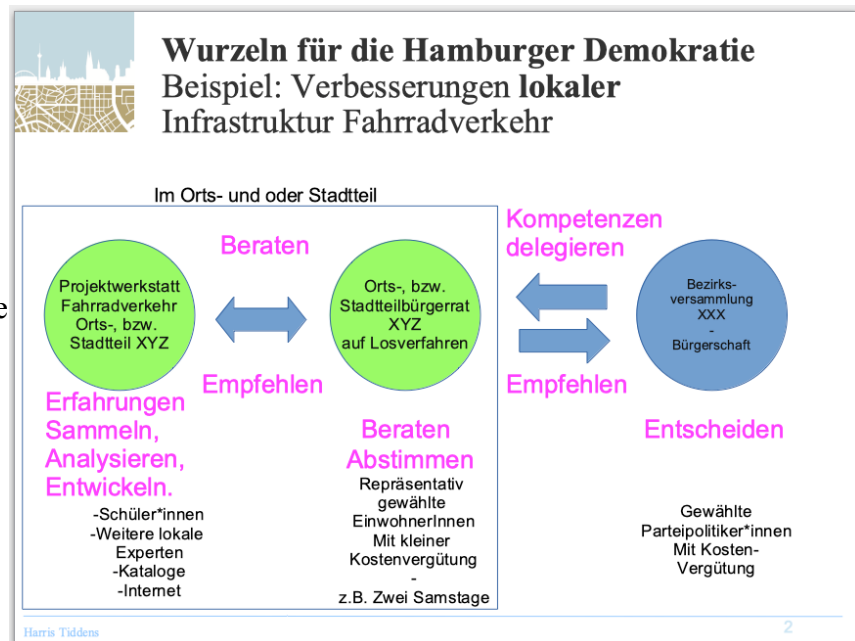 Wurzeln für die Hamburger Demokratie
Beispiel: Verbesserungen lokaler
Infrastruktur Fahrradverkehr
Im Orts- und oder Stadtteil
e
Projektwerkstatt
Fahrradverkehr
Orts-, bzw.
Stadtteil XYZ
Beraten
Empfehlen
Orts-, bzw.
Stadtteilbürgerrat
XYZ
auf Losverfahren
Kompetenzen
delegieren
Empfehlen
Bezirks-
versammlung
XXX
-
Bürgerschaft
Erfahrungen
Sammeln,
Analysieren,
Entwickeln.
-Schüler*innen
-Weitere lokale
Experten
-Kataloge
-Internet
Beraten
Abstimmen
Repräsentativ
gewählte
EinwohnerInnen
Mit kleiner
Kostenvergütung
-
z.B. Zwei Samstage
Entscheiden
Gewählte
Parteipolitiker*innen
Mit Kosten-
Vergütung
Harris Tiddens
2